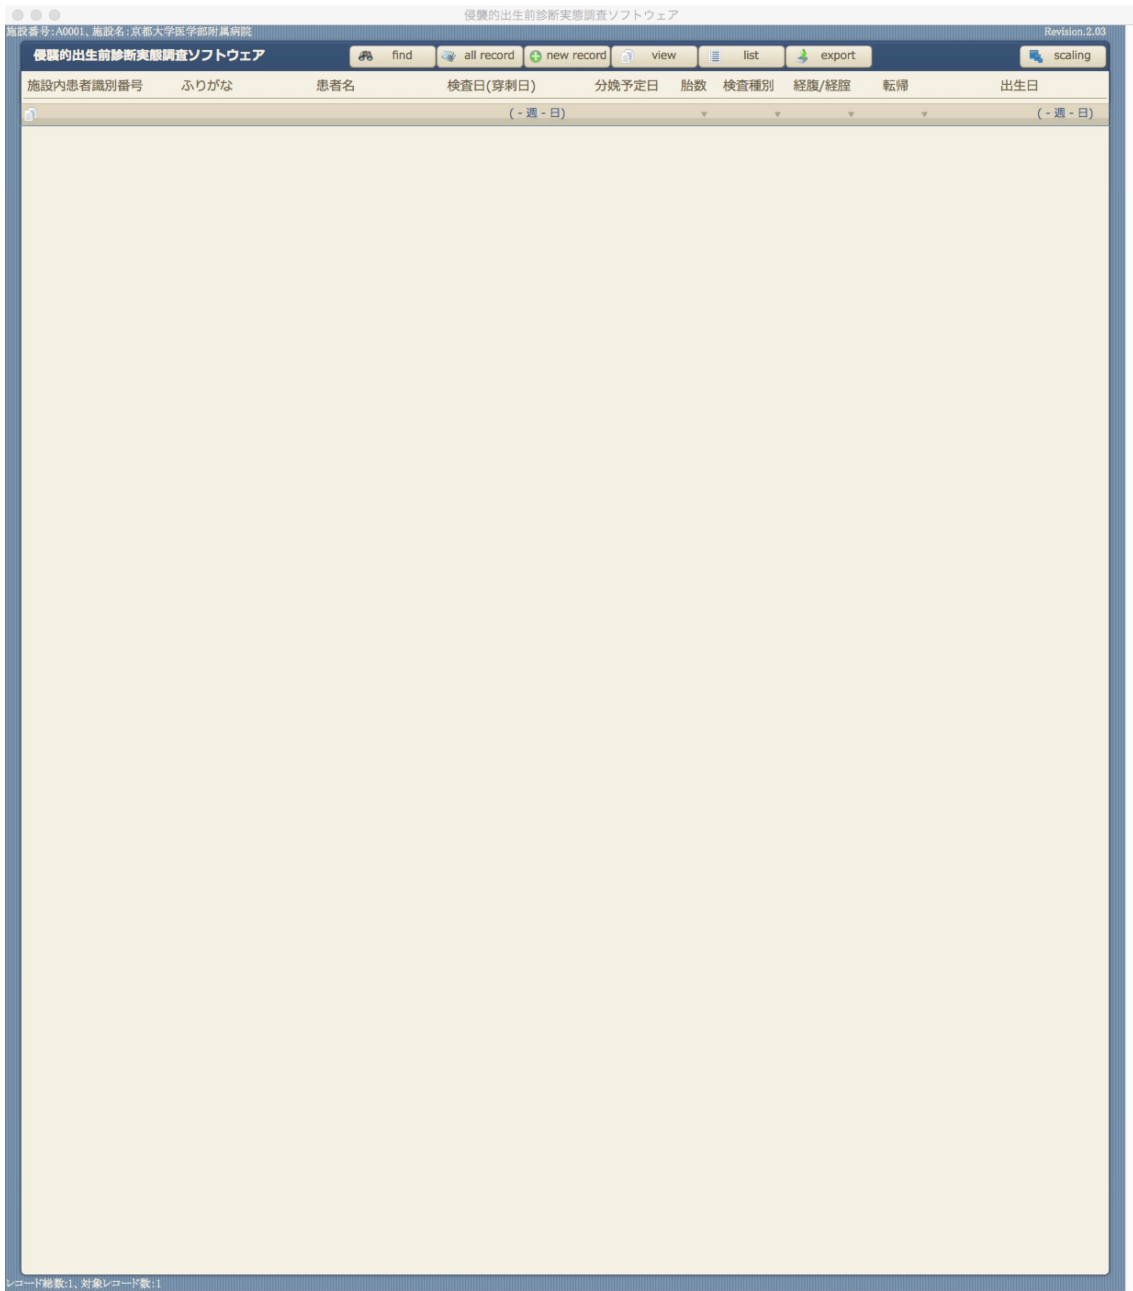 侵襲的出生前診断実態調査ソフトウェア
施設番号:A0001、施設名:京都大学医学部附属病院 Revision.2.03
侵襲的出生前診断実態調査ソフトウェア find all record new record view list export scaling
施設内患者識別番号 ふりがな 患者名 検査日(穿刺日) 分娩予定日 胎数 検査種別 経腹/経腟 転帰 出生日
( - 週 - 日) ( - 週 - 日)
レコード総数:1、対象レコード数:1